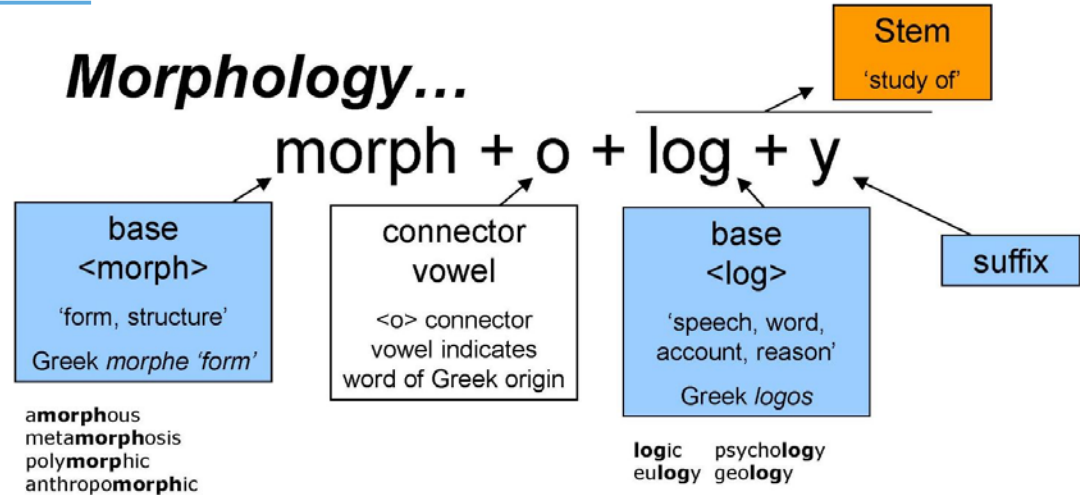 Morphology...
Stem
'study of'
morph + o + log + y
base
<morph>
'form, structure'
Greek morphe 'form'
connector
vowel
<o> connector
vowel indicates
word of Greek origin
base
<log>
'speech, word,
account, reason'
Greek logos
suffix
amorphous
metamorphosis
polymorphic
anthropomorphic
logic psychology
eulogy geology